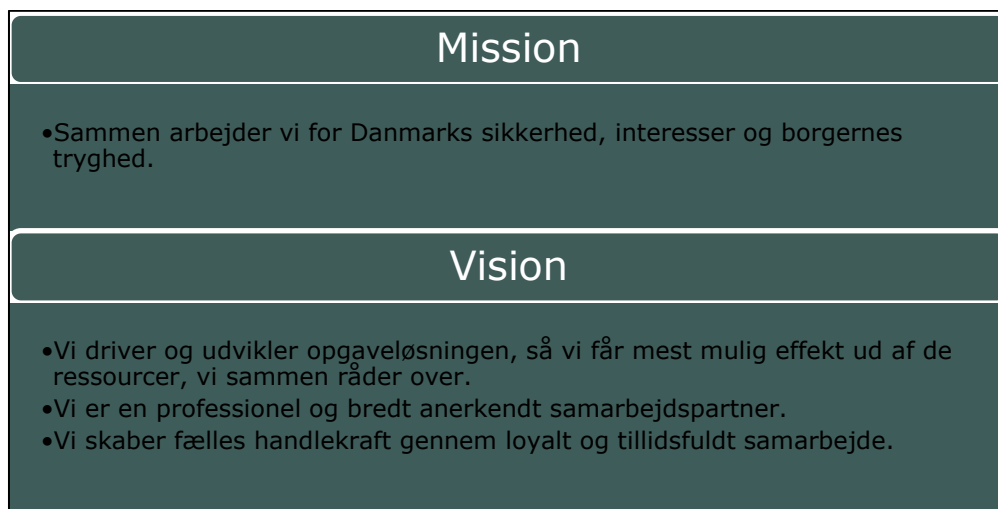 Mission
•Sammen arbejder vi for Danmarks sikkerhed, interesser og borgernes
tryghed.
Vision
•Vi driver og udvikler opgaveløsningen, så vi får mest mulig effekt ud af de
ressourcer, vi sammen råder over.
•Vi er en professionel og bredt anerkendt samarbejdspartner.
•Vi skaber fælles handlekraft gennem loyalt og tillidsfuldt samarbejde.